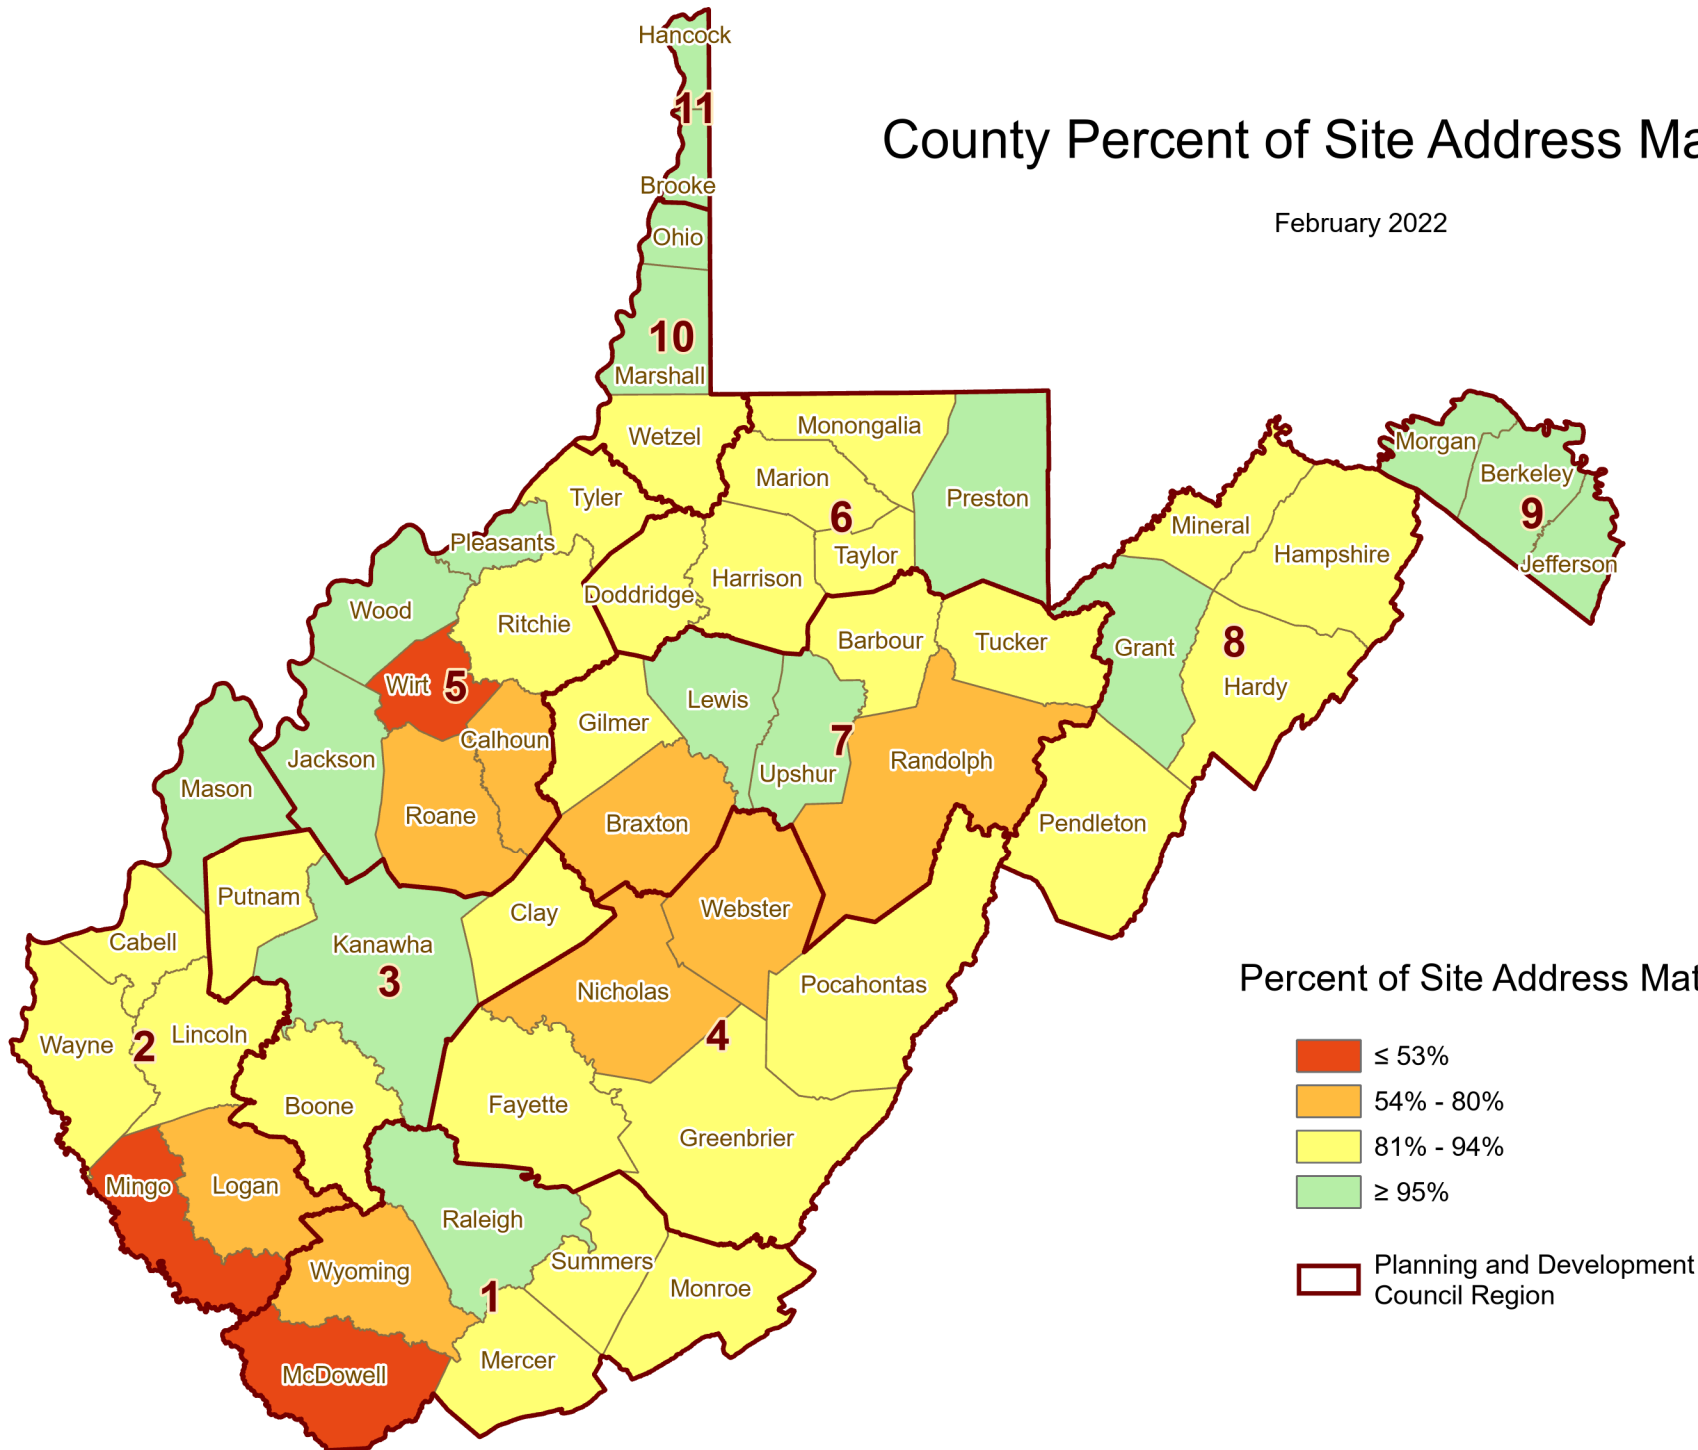 Hancock
11
County Percent of Site Address Ma
Brooke
February 2022
Ohio
10
Marshall
Wetzel
Monongalia
Morgan
Marion
Berkeley
Tyler
Preston
9
6
Mineral
Pleasants
Taylor
Hampshire
Jefferson
Harrison
Doddridge
Wood
Ritchie
Barbour
Tucker
8
Grant
Wirt
5
Hardy
Lewis
Gilmer
Calhoun
7
Jackson
Randolph
Upshur
Mason
Roane
Braxton
Pendleton
Putnam
Webster
Clay
Cabell
Kanawha
3
Percent of Site Address Mat
Pocahontas
Nicholas
Lincoln
4
Wayne
2
≤ 53%
54% - 80%
Boone
Fayette
Greenbrier
81% - 94%
Mingo
Logan
≥ 95%
Raleigh
Summers
Wyoming
Planning and Development
Council Region
1
Monroe
Mercer
McDowell